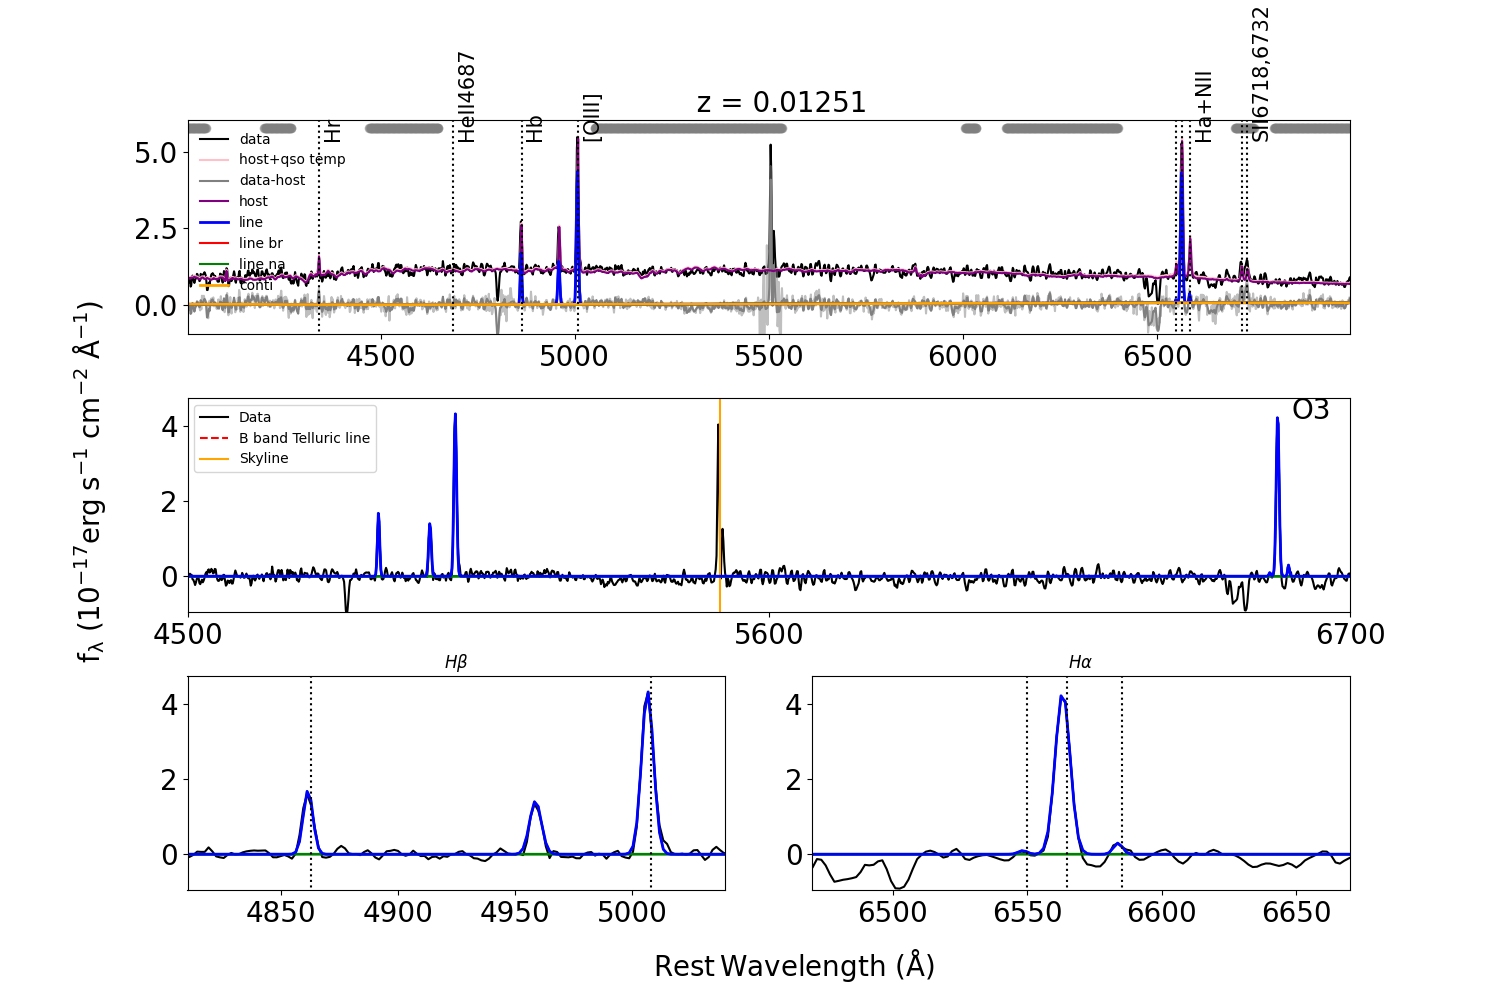 z = 0.01251
Hr
HeII4687
Hb
[OIII]
Ha+NII
SII6718,6732
data
host+qso temp
data-host
host
line
line br
line na
conti
5.0
2.5
0.0
4500 5000 5500 6000 6500
O3
Data
B band Telluric line
Skyline
4
2
0
4500 5600 6700
fλ (10−17erg s−1 cm−2 Å−1)
Hβ
4
2
0
4850 4900 4950 5000
Hα
4
2
0
6500 6550 6600 6650
Rest Wavelength (Å)